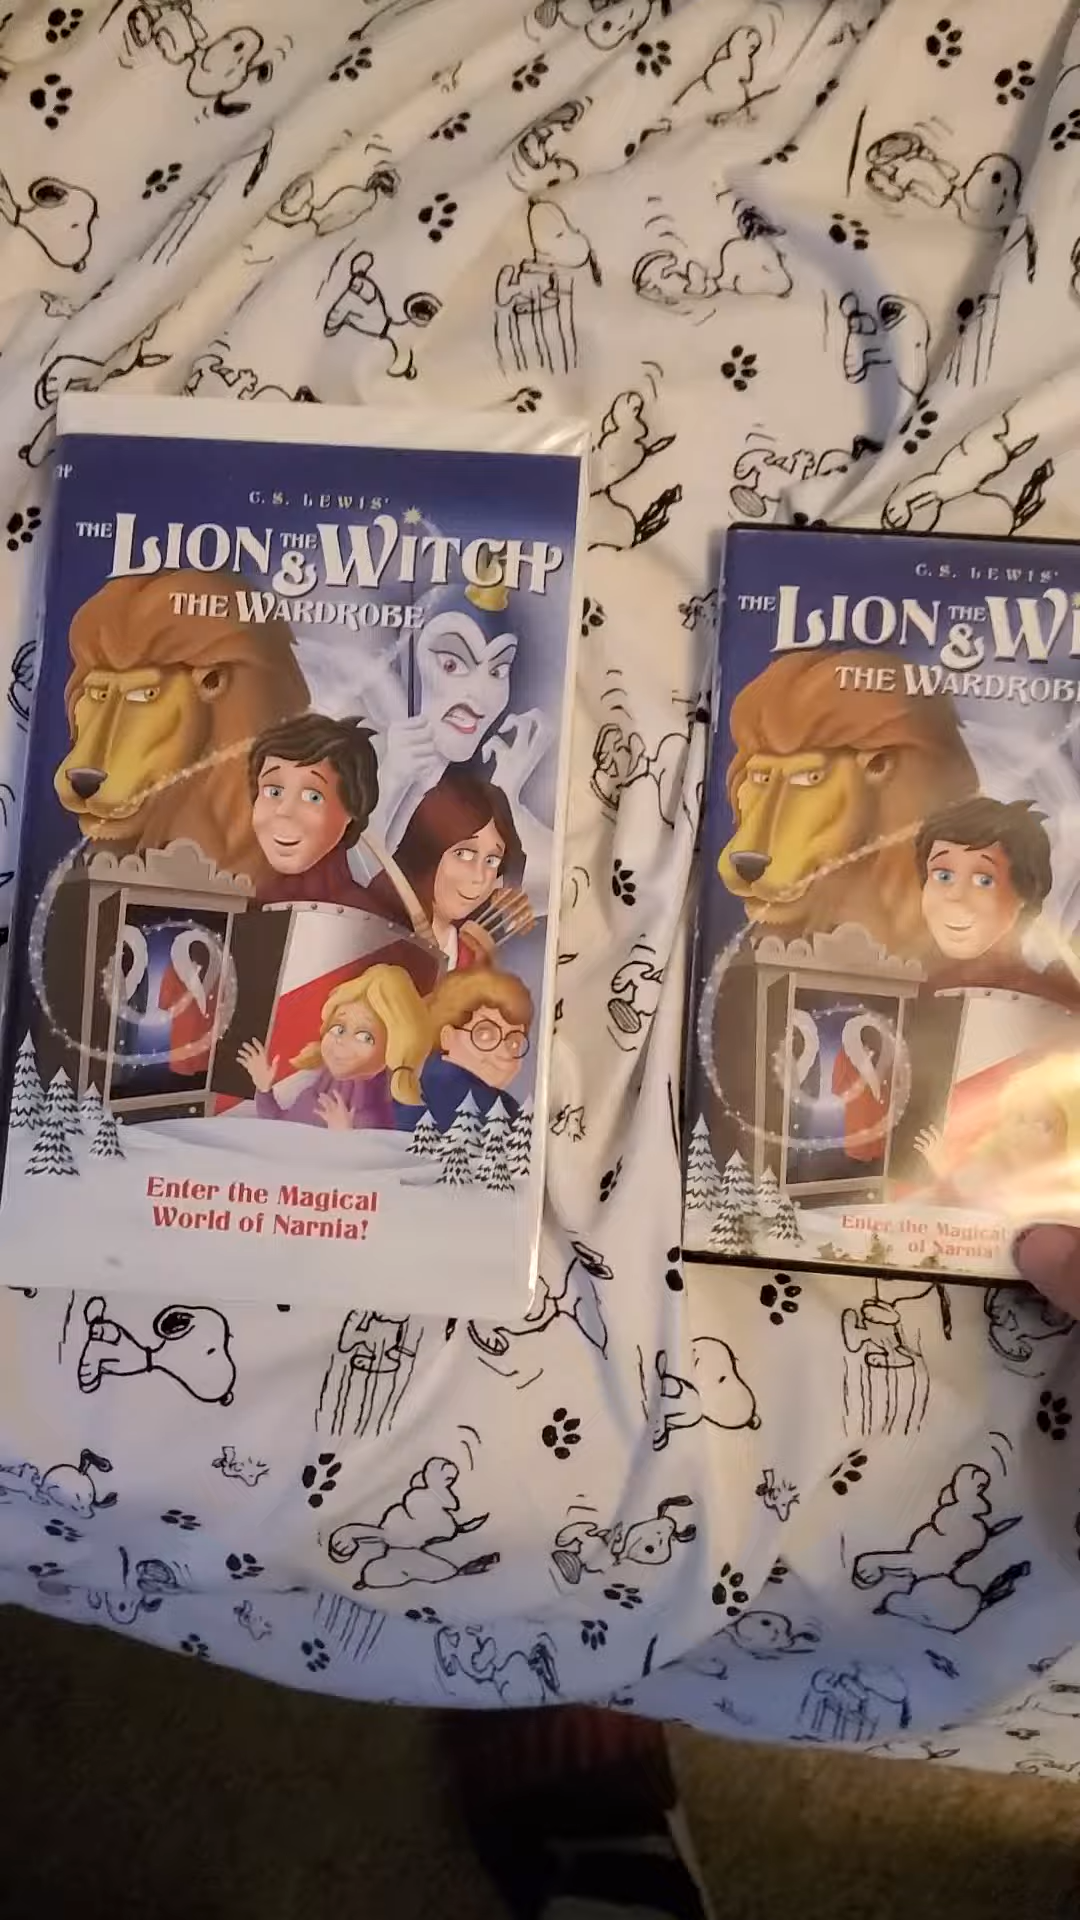 C. S. LEWIS'
THE LION THE & WITCH
THE WARDROBE
Enter the Magical
World of Narnia!
C. S. LEWIS'
THE LION THE &
THE WARDROBE
Enter the Magical
of Narnia!